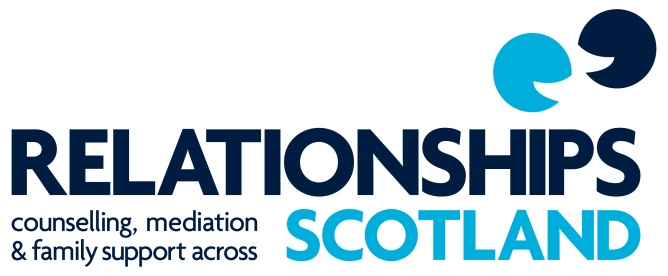 RELATIONSHIPS
counselling, mediation
& family support across
SCOTLAND